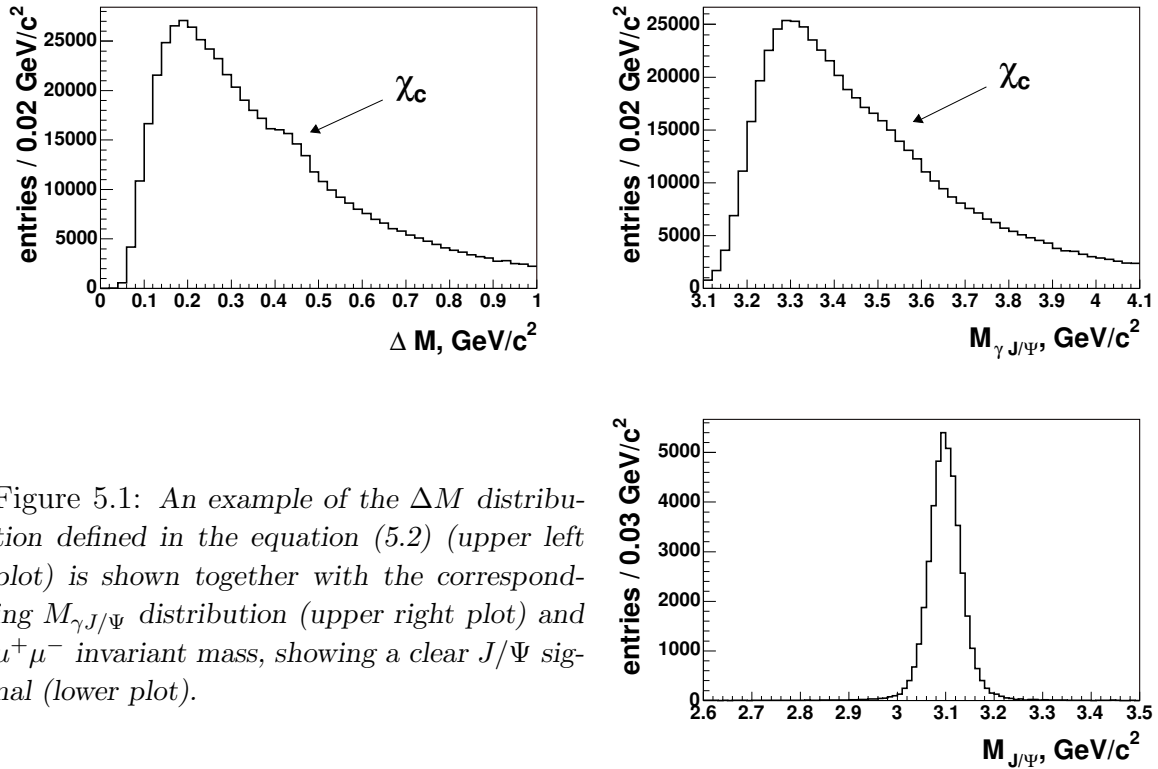 entries / 0.02 GeV/c²
25000
20000
15000
10000
5000
0
χc
0 0.1 0.2 0.3 0.4 0.5 0.6 0.7 0.8 0.9 1
Δ M, GeV/c²
entries / 0.02 GeV/c²
25000
20000
15000
10000
5000
0
χc
3.1 3.2 3.3 3.4 3.5 3.6 3.7 3.8 3.9 4 4.1
M γ J/Ψ, GeV/c²
Figure 5.1: An example of the ΔM distribu-
tion defined in the equation (5.2) (upper left
plot) is shown together with the correspond-
ing MγJ/Ψ distribution (upper right plot) and
μ+μ− invariant mass, showing a clear J/Ψ sig-
nal (lower plot).
entries / 0.03 GeV/c²
5000
4000
3000
2000
1000
0
2.6 2.7 2.8 2.9 3 3.1 3.2 3.3 3.4 3.5
M J/Ψ, GeV/c²